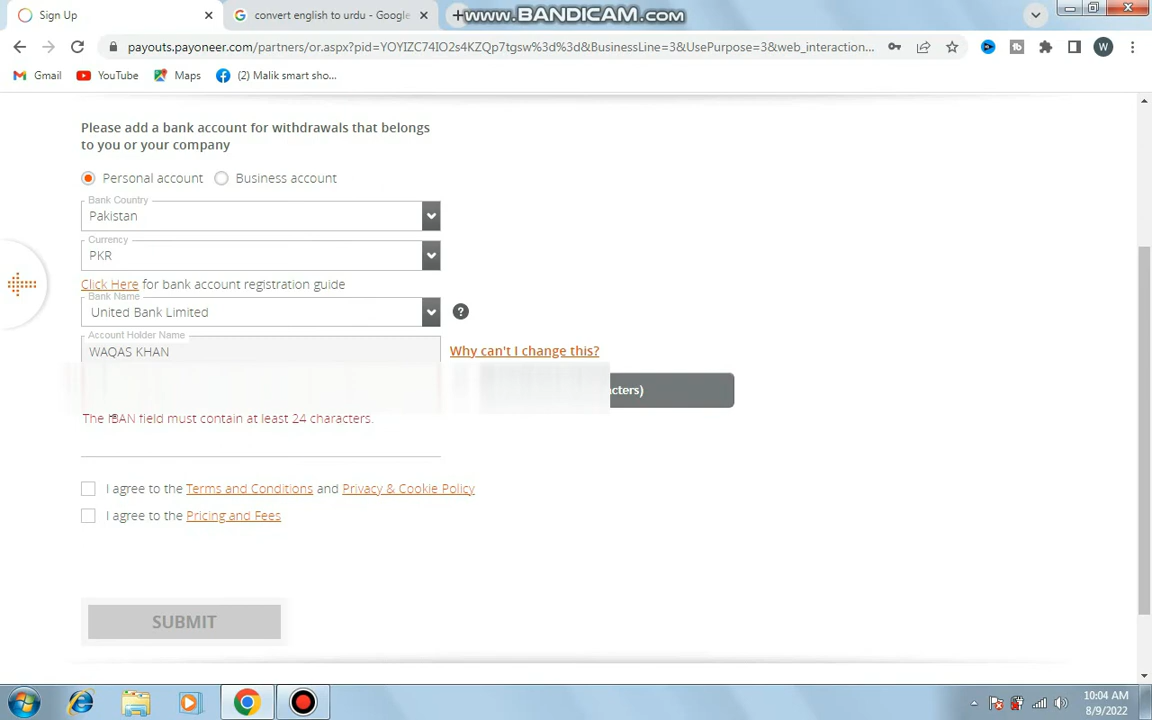 Sign Up
convert english to urdu - Google
www.BANDICAM.com
payouts.payoneer.com/partners/or.aspx?pid=YOYIZC74IO2s4KZQp7tgsw%3d%3d&BusinessLine=3&UsePurpose=3&web_interaction...
W
Gmail
YouTube
Maps
(2) Malik smart sho...
Please add a bank account for withdrawals that belongs
to you or your company
Personal account
Business account
Bank Country
Pakistan
Currency
PKR
Click Here for bank account registration guide
Bank Name
United Bank Limited
?
Account Holder Name
WAQAS KHAN
Why can't I change this?
The IBAN field must contain at least 24 characters.
I agree to the Terms and Conditions and Privacy & Cookie Policy
I agree to the Pricing and Fees
SUBMIT
10:04 AM
8/9/2022